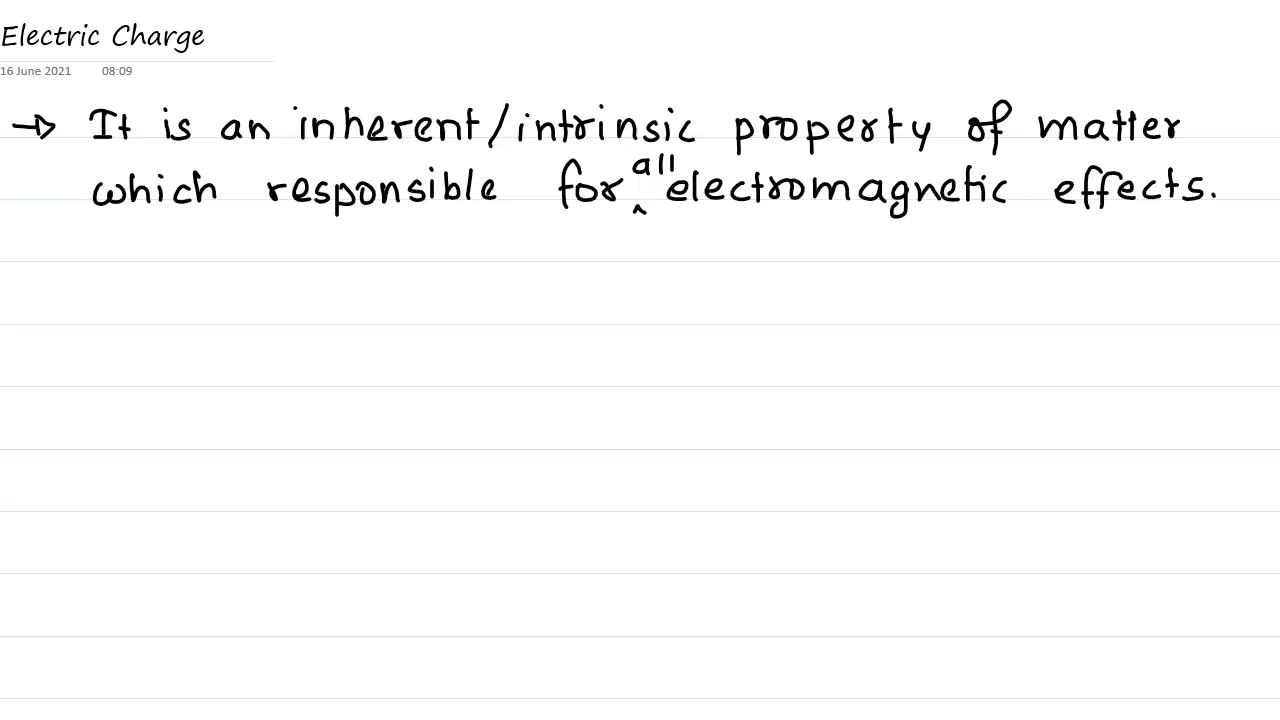 Electric Charge
16 June 2021 08:09
→ It is an inherent/intrinsic property of matter
which responsible for all electromagnetic effects.